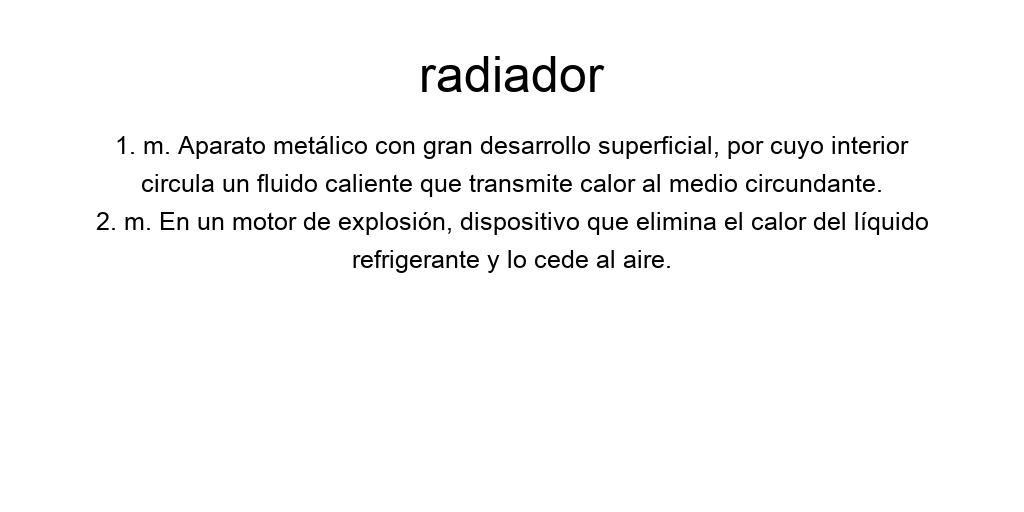 radiador
1. m. Aparato metálico con gran desarrollo superficial, por cuyo interior
circula un fluido caliente que transmite calor al medio circundante.
2. m. En un motor de explosión, dispositivo que elimina el calor del líquido
refrigerante y lo cede al aire.